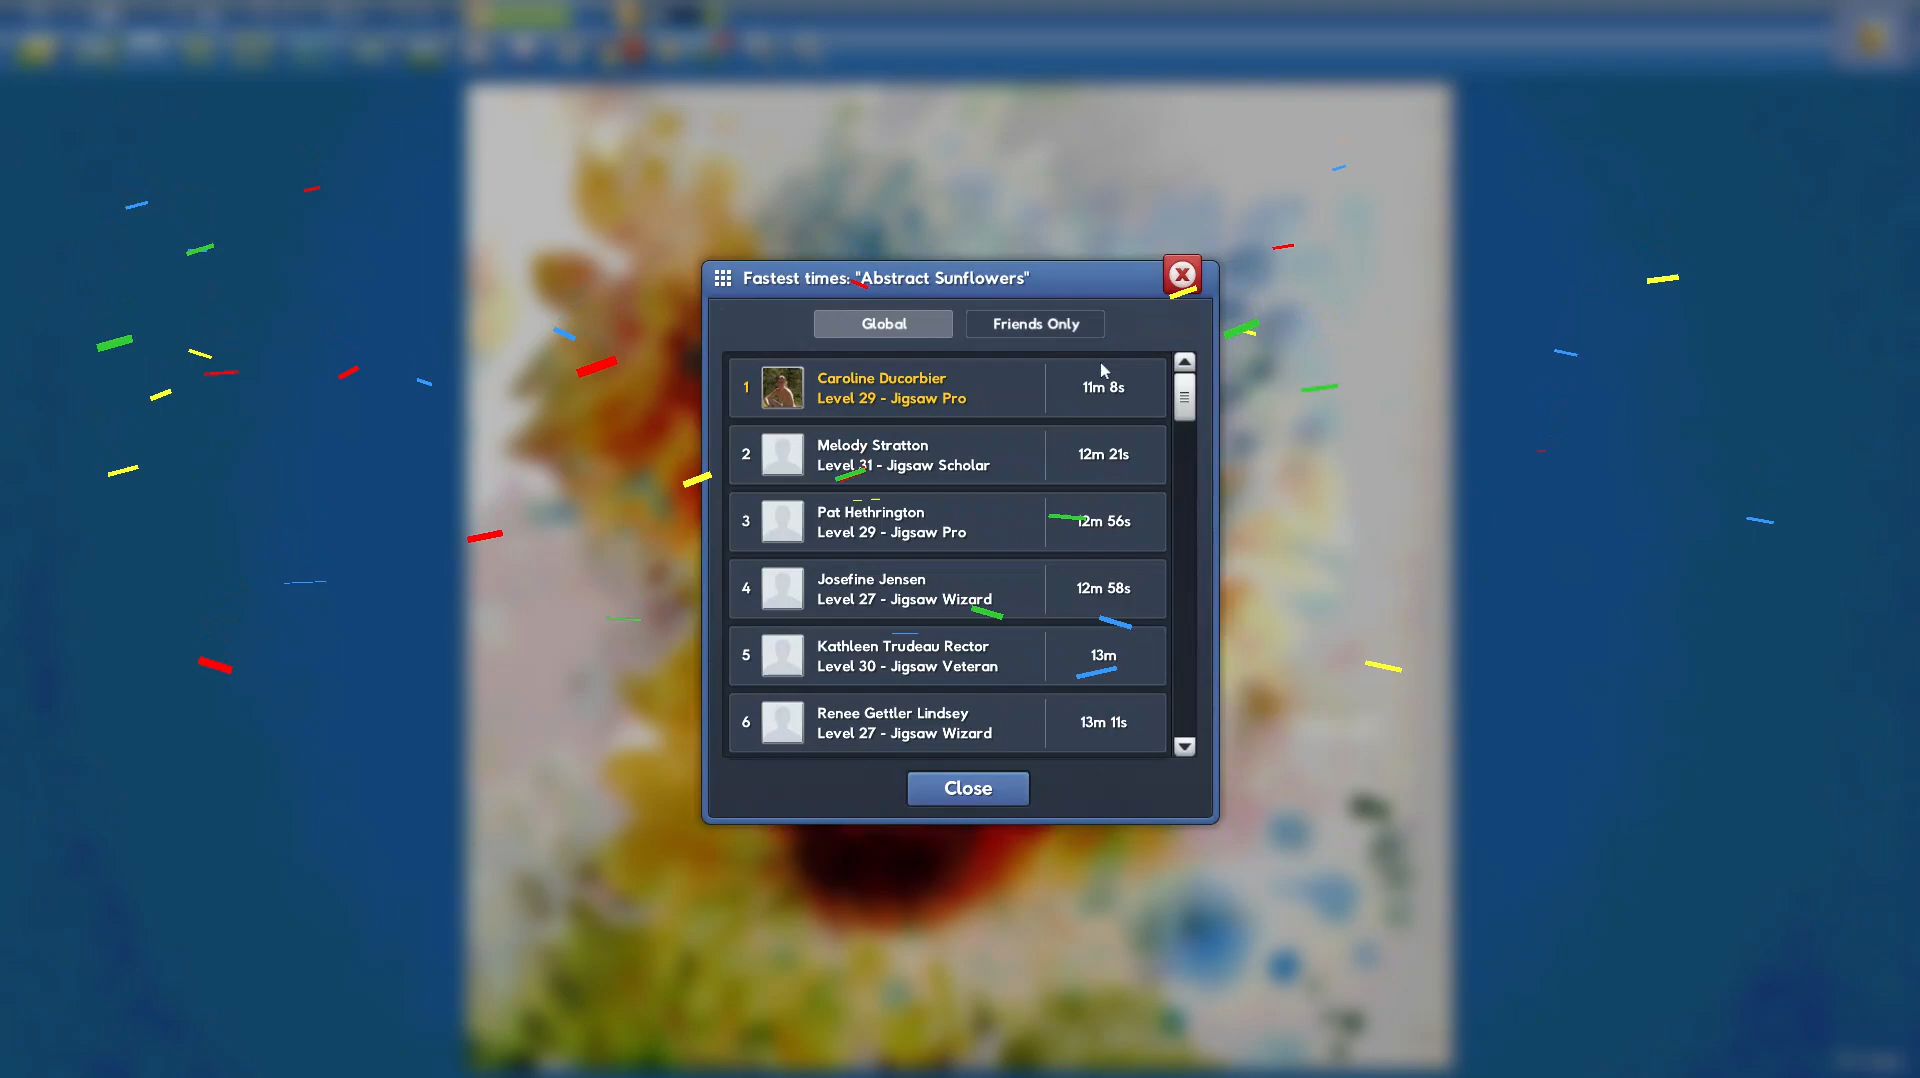 Fastest times: "Abstract Sunflowers"
Global
Friends Only
1
Caroline Ducorbier
Level 29 - Jigsaw Pro
11m 8s
2
Melody Stratton
Level 31 - Jigsaw Scholar
12m 21s
3
Pat Hethrington
Level 29 - Jigsaw Pro
12m 56s
4
Josefine Jensen
Level 27 - Jigsaw Wizard
12m 58s
5
Kathleen Trudeau Rector
Level 30 - Jigsaw Veteran
13m
6
Renee Gettler Lindsey
Level 27 - Jigsaw Wizard
13m 11s
Close